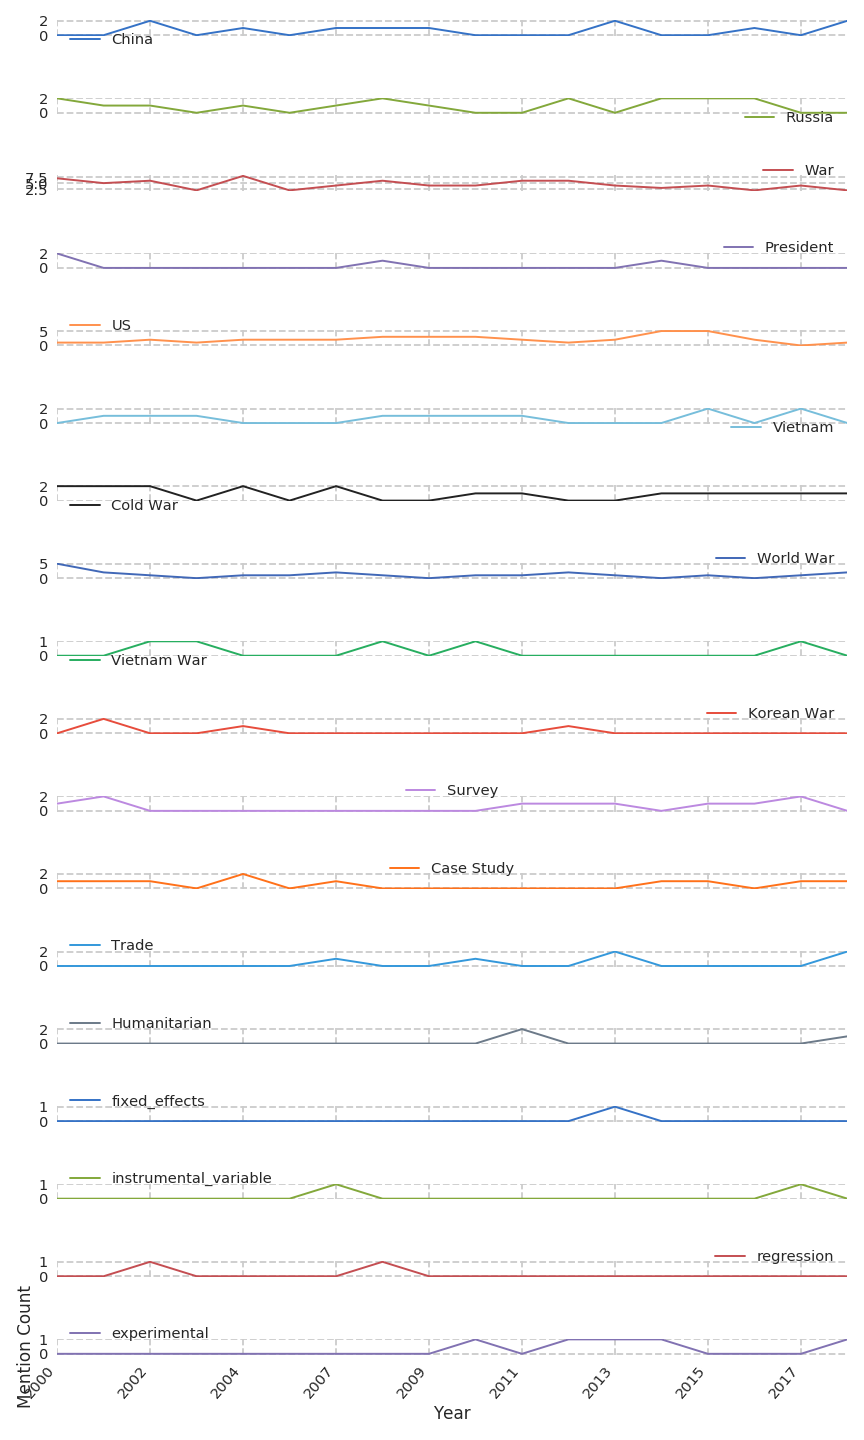 2
0
China
2
0
Russia
7.5
5.0
2.5
War
2
0
President
5
0
US
2
0
Vietnam
2
0
Cold War
5
0
World War
1
0
Vietnam War
2
0
Korean War
2
0
Survey
2
0
Case Study
2
0
Trade
2
0
Humanitarian
1
0
fixed_effects
1
0
instrumental_variable
1
0
regression
1
0
experimental
Mention Count
2000
2002
2004
2007
2009
2011
2013
2015
2017
Year